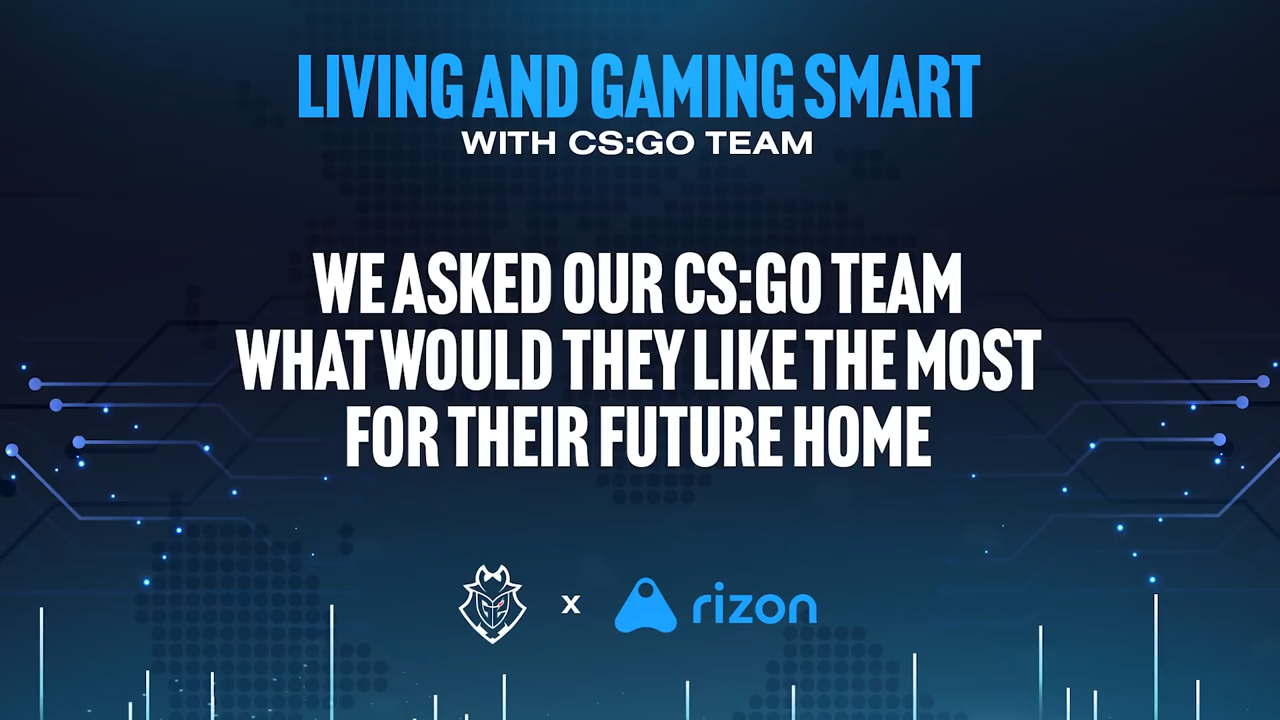 LIVING AND GAMING SMART
WITH CS:GO TEAM
WE ASKED OUR CS:GO TEAM
WHAT WOULD THEY LIKE THE MOST
FOR THEIR FUTURE HOME
X rizon